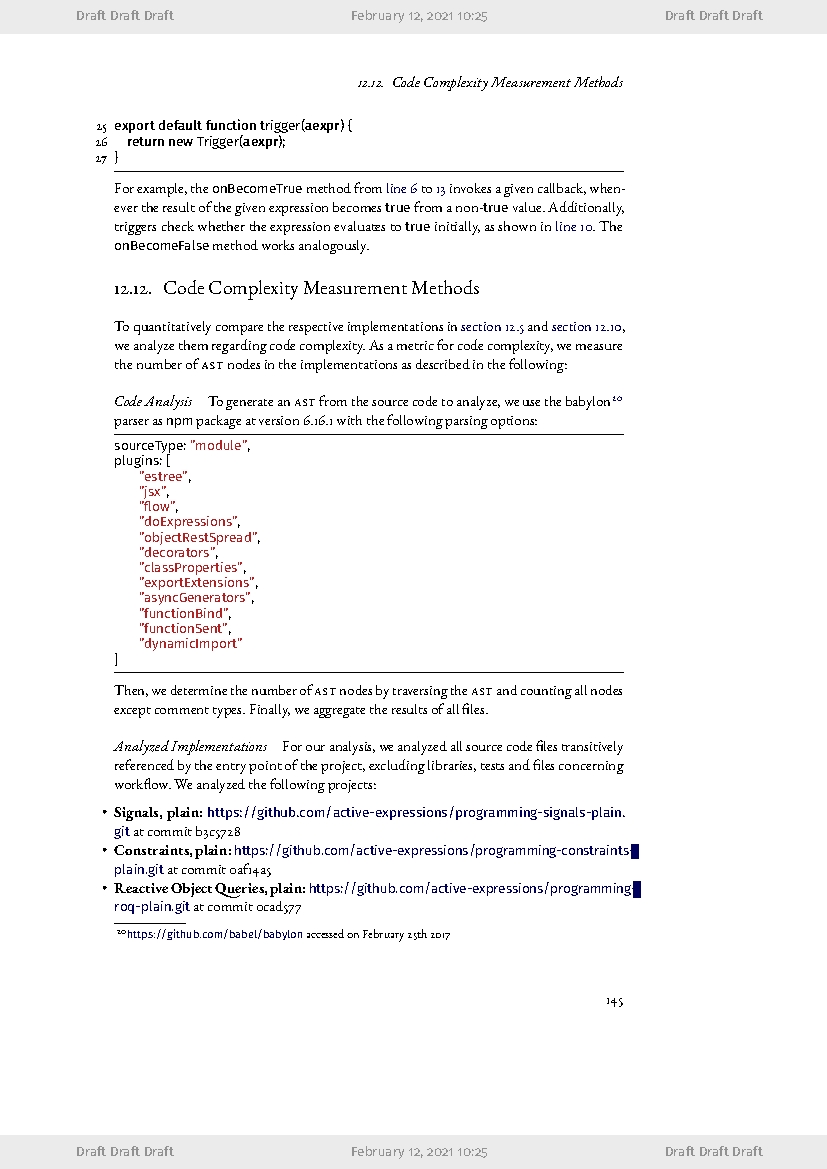 Draft Draft Draft February 12, 2021 10:25 Draft Draft Draft
12.12. Code Complexity Measurement Methods
25 export default function trigger(aexpr) {
26 return new Trigger(aexpr);
27 }
For example, the onBecomeTrue method from line 6 to 13 invokes a given callback, when-
ever the result of the given expression becomes true from a non-true value. Additionally,
triggers check whether the expression evaluates to true initially, as shown in line 10. The
onBecomeFalse method works analogously.
12.12. Code Complexity Measurement Methods
To quantitatively compare the respective implementations in section 12.5 and section 12.10,
we analyze them regarding code complexity. As a metric for code complexity, we measure
the number of AST nodes in the implementations as described in the following:
Code Analysis To generate an AST from the source code to analyze, we use the babylon20
parser as npm package at version 6.16.1 with the following parsing options:
sourceType: "module",
plugins: [
"estree",
"jsx",
"flow",
"doExpressions",
"objectRestSpread",
"decorators",
"classProperties",
"exportExtensions",
"asyncGenerators",
"functionBind",
"functionSent",
"dynamicImport"
]
Then, we determine the number of AST nodes by traversing the AST and counting all nodes
except comment types. Finally, we aggregate the results of all files.
Analyzed Implementations For our analysis, we analyzed all source code files transitively
referenced by the entry point of the project, excluding libraries, tests and files concerning
workflow. We analyzed the following projects:
• Signals, plain: https://github.com/active-expressions/programming-signals-plain.
git at commit b3c5728
• Constraints, plain: https://github.com/active-expressions/programming-constraints-
plain.git at commit 0af14a5
• Reactive Object Queries, plain: https://github.com/active-expressions/programming-
roq-plain.git at commit 0cad577
20https://github.com/babel/babylon accessed on February 25th 2017
145
Draft Draft Draft February 12, 2021 10:25 Draft Draft Draft